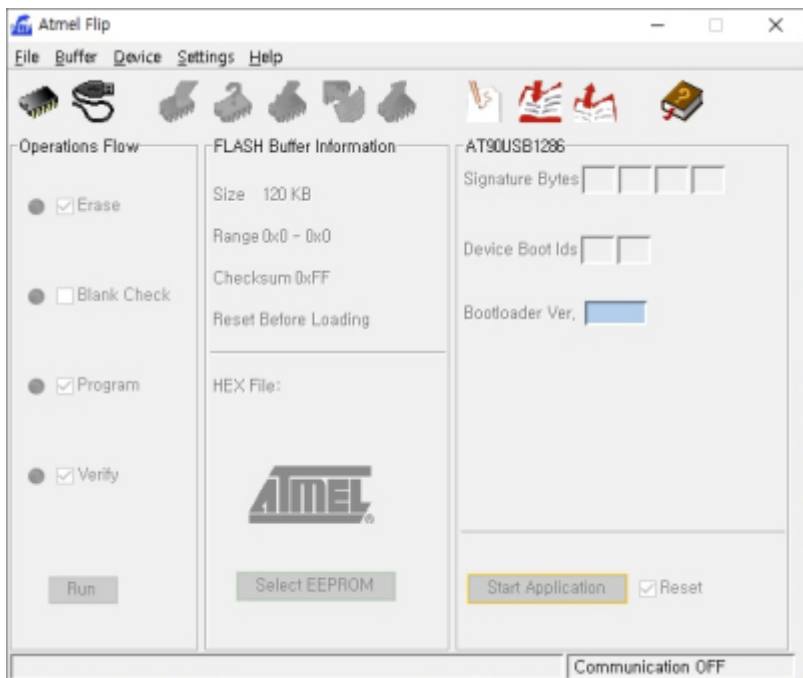 Atmel Flip
File Buffer Device Settings Help
Operations Flow
Erase
Blank Check
Program
Verify
Run
FLASH Buffer Information
Size 120 KB
Range 0x0 - 0x0
Checksum 0xFF
Reset Before Loading
HEX File:
ATMEL
Select EEPROM
AT90USB1286
Signature Bytes
Device Boot Ids
Bootloader Ver,
Start Application
Reset
Communication OFF